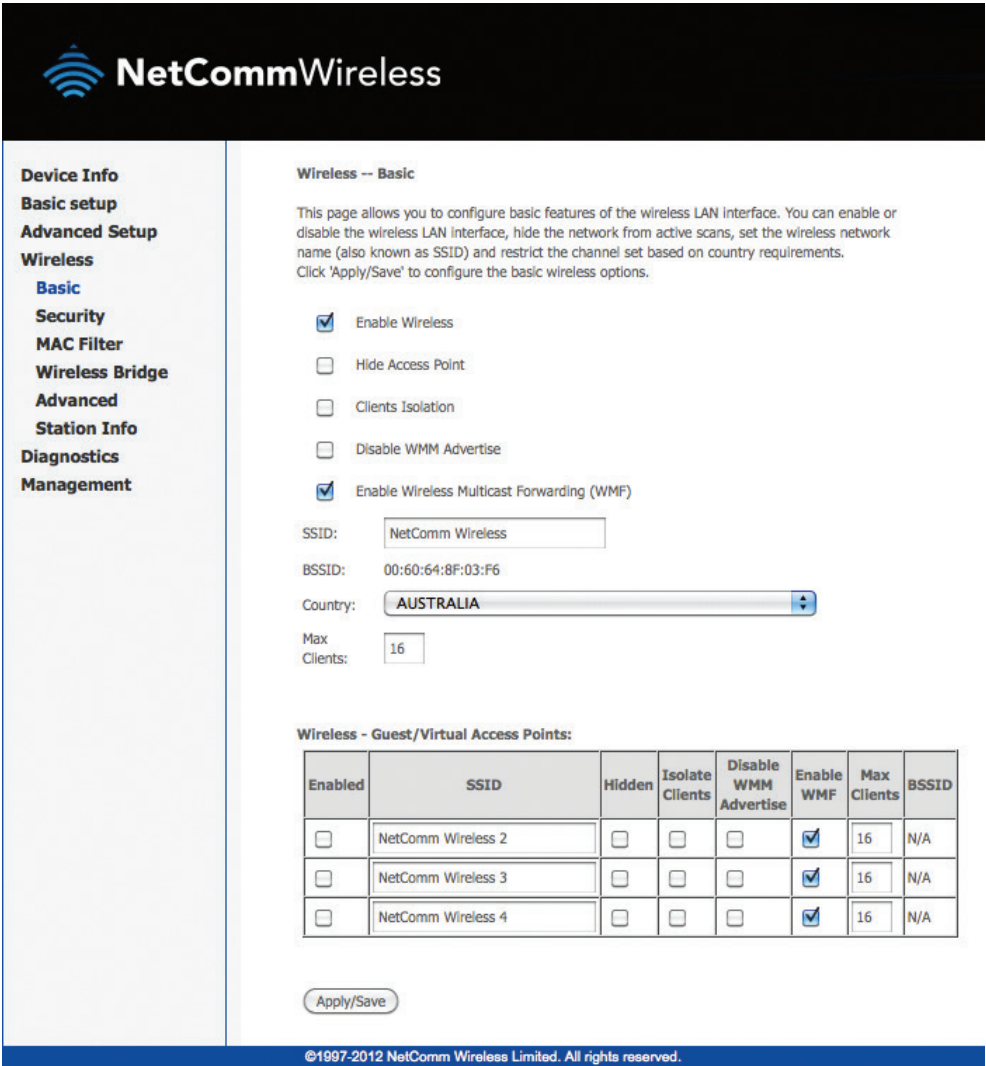 NetCommWireless
Device Info
Basic setup
Advanced Setup
Wireless
Basic
Security
MAC Filter
Wireless Bridge
Advanced
Station Info
Diagnostics
Management
Wireless -- Basic
This page allows you to configure basic features of the wireless LAN interface. You can enable or
disable the wireless LAN interface, hide the network from active scans, set the wireless network
name (also known as SSID) and restrict the channel set based on country requirements.
Click 'Apply/Save' to configure the basic wireless options.
Enable Wireless
Hide Access Point
Clients Isolation
Disable WMM Advertise
Enable Wireless Multicast Forwarding (WMF)
SSID: NetComm Wireless
BSSID: 00:60:64:8F:03:F6
Country: AUSTRALIA
Max
Clients: 16
Wireless - Guest/Virtual Access Points:
Enabled SSID Hidden Isolate Clients Disable WMM Advertise Enable WMF Max Clients BSSID
NetComm Wireless 2 16 N/A
NetComm Wireless 3 16 N/A
NetComm Wireless 4 16 N/A
Apply/Save
©1997-2012 NetComm Wireless Limited. All rights reserved.